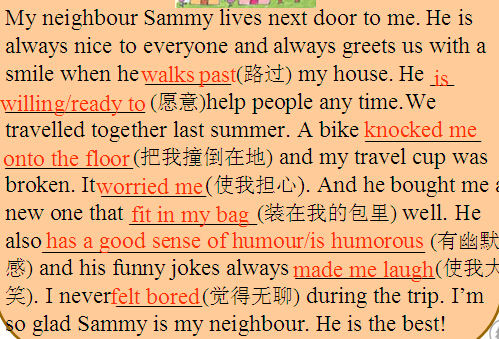 My neighbour Sammy lives next door to me. He is
always nice to everyone and always greets us with a
smile when he walks past(路过) my house. He is
willing/ready to (愿意)help people any time.We
travelled together last summer. A bike knocked me
onto the floor(把我撞倒在地) and my travel cup was
broken. It worried me(使我担心). And he bought me a
new one that fit in my bag (装在我的包里) well. He
also has a good sense of humour/is humorous (有幽默
感) and his funny jokes always made me laugh(使我大
笑). I never felt bored(觉得无聊) during the trip. I’m
so glad Sammy is my neighbour. He is the best!